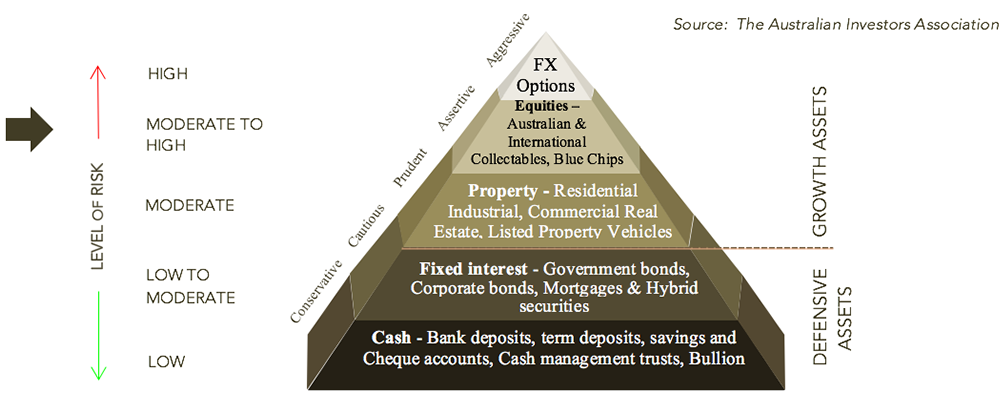 Source: The Australian Investors Association
HIGH
MODERATE TO
HIGH
MODERATE
LOW TO
MODERATE
LOW
LEVEL OF RISK
Aggressive
Assertive
Prudent
Cautious
Conservative
FX
Options
Equities –
Australian &
International
Collectables, Blue Chips
Property - Residential
Industrial, Commercial Real
Estate, Listed Property Vehicles
Fixed interest - Government bonds,
Corporate bonds, Mortgages & Hybrid
securities
Cash - Bank deposits, term deposits, savings and
Cheque accounts, Cash management trusts, Bullion
GROWTH ASSETS
DEFENSIVE
ASSETS